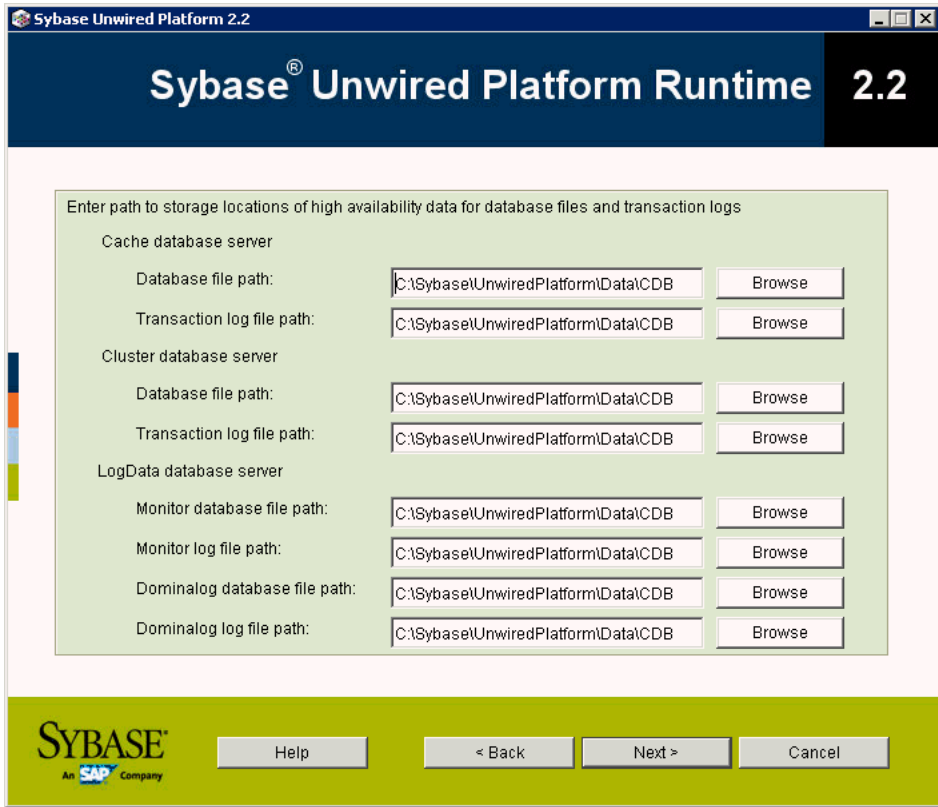 Sybase Unwired Platform 2.2
Sybase® Unwired Platform Runtime 2.2
Enter path to storage locations of high availability data for database files and transaction logs
Cache database server
Database file path: C:\Sybase\UnwiredPlatform\Data\CDB Browse
Transaction log file path: C:\Sybase\UnwiredPlatform\Data\CDB Browse
Cluster database server
Database file path: C:\Sybase\UnwiredPlatform\Data\CDB Browse
Transaction log file path: C:\Sybase\UnwiredPlatform\Data\CDB Browse
LogData database server
Monitor database file path: C:\Sybase\UnwiredPlatform\Data\CDB Browse
Monitor log file path: C:\Sybase\UnwiredPlatform\Data\CDB Browse
Dominalog database file path: C:\Sybase\UnwiredPlatform\Data\CDB Browse
Dominalog log file path: C:\Sybase\UnwiredPlatform\Data\CDB Browse
SYBASE®
An SAP Company
Help < Back Next > Cancel